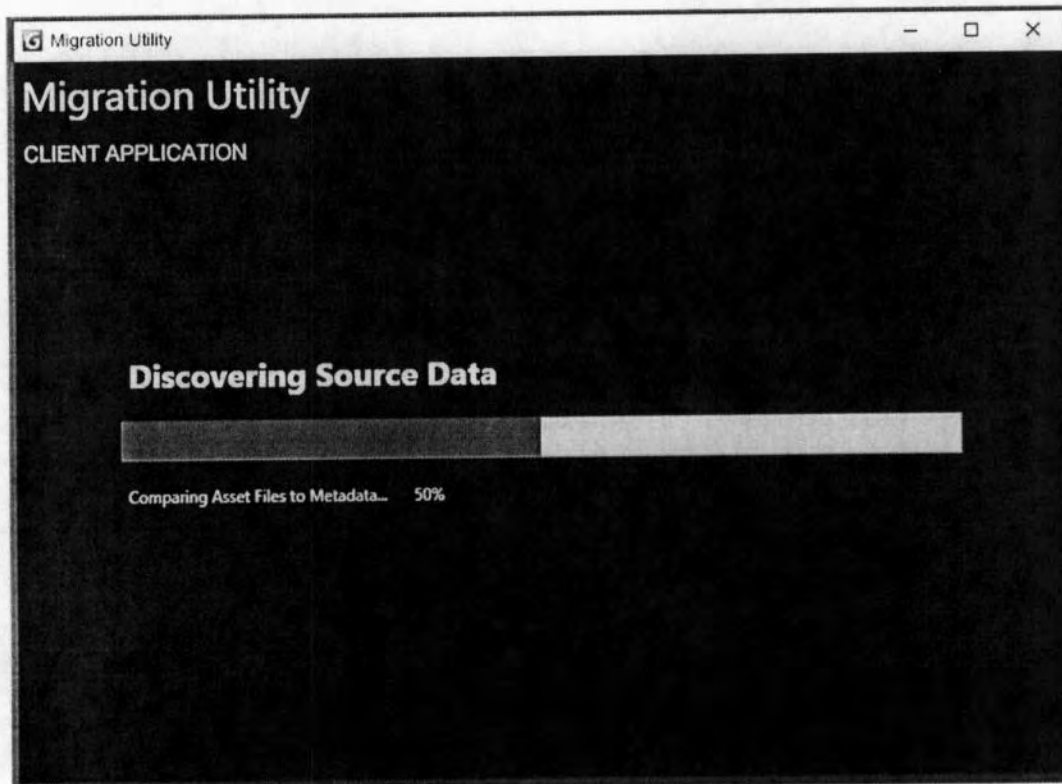 Migration Utility
Migration Utility
CLIENT APPLICATION
Discovering Source Data
Comparing Asset Files to Metadata... 50%